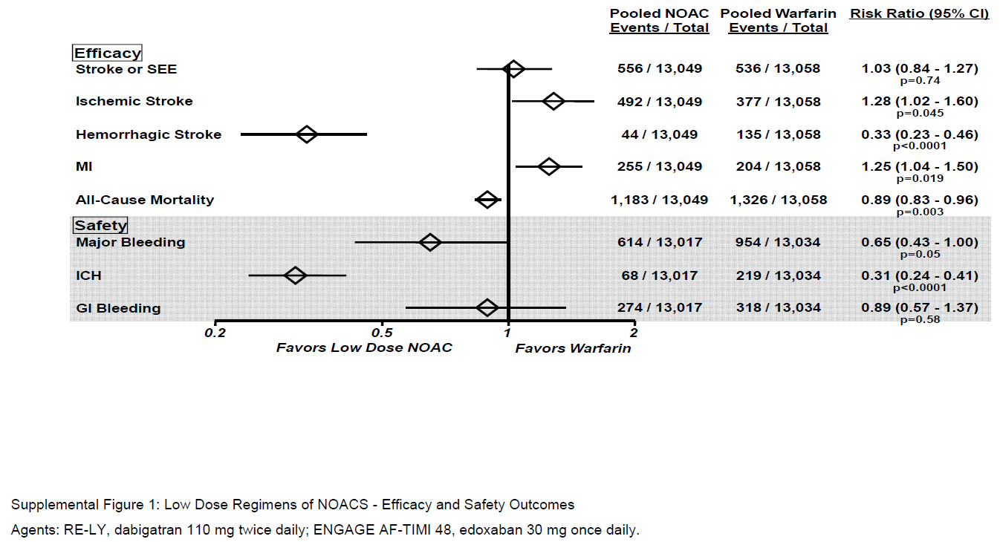 Pooled NOAC Pooled Warfarin Risk Ratio (95% CI)
Events / Total Events / Total
Efficacy
Stroke or SEE 556 / 13,049 536 / 13,058 1.03 (0.84 - 1.27)
p=0.74
Ischemic Stroke 492 / 13,049 377 / 13,058 1.28 (1.02 - 1.60)
p=0.045
Hemorrhagic Stroke 44 / 13,049 135 / 13,058 0.33 (0.23 - 0.46)
p<0.0001
MI 255 / 13,049 204 / 13,058 1.25 (1.04 - 1.50)
p=0.019
All-Cause Mortality 1,183 / 13,049 1,326 / 13,058 0.89 (0.83 - 0.96)
p=0.003
Safety
Major Bleeding 614 / 13,017 954 / 13,034 0.65 (0.43 - 1.00)
p=0.05
ICH 68 / 13,017 219 / 13,034 0.31 (0.24 - 0.41)
p<0.0001
GI Bleeding 274 / 13,017 318 / 13,034 0.89 (0.57 - 1.37)
p=0.58
0.2 0.5 1 2
Favors Low Dose NOAC Favors Warfarin
Supplemental Figure 1: Low Dose Regimens of NOACS - Efficacy and Safety Outcomes
Agents: RE-LY, dabigatran 110 mg twice daily; ENGAGE AF-TIMI 48, edoxaban 30 mg once daily.